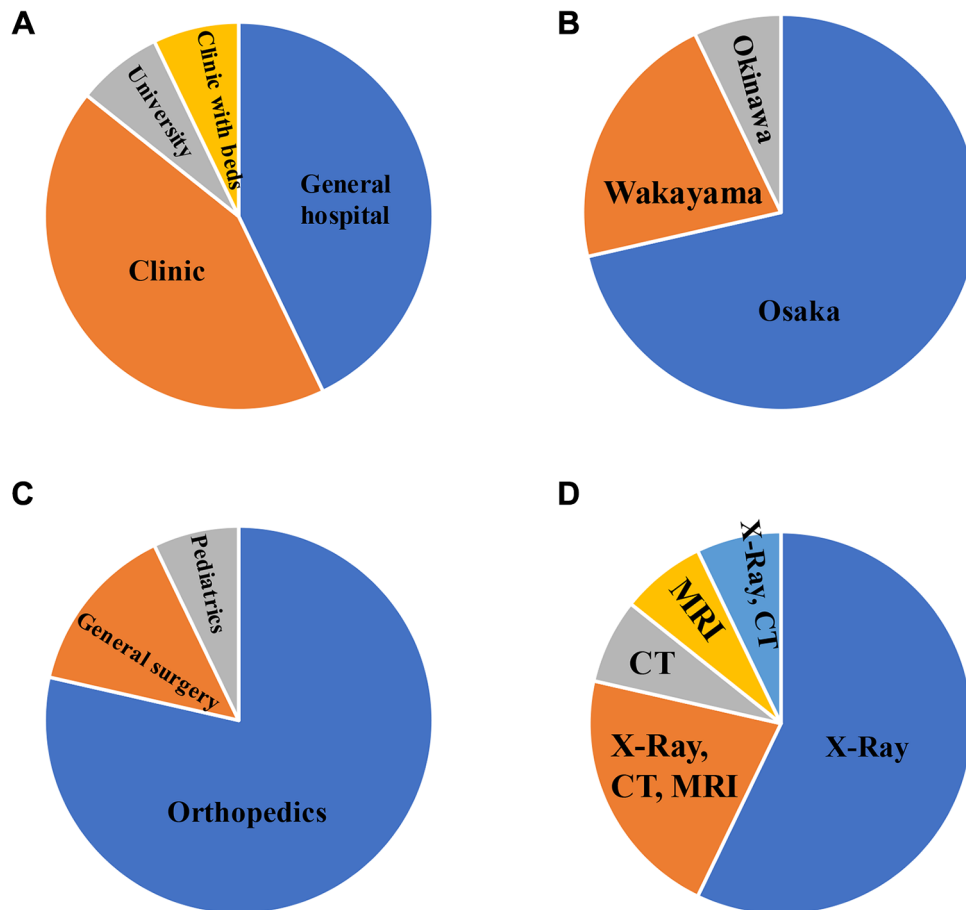 A
Clinic with beds
University
General
hospital
Clinic
B
Okinawa
Wakayama
Osaka
C
Pediatrics
General surgery
Orthopedics
D
X-Ray, CT
MRI
CT
X-Ray
X-Ray,
CT, MRI